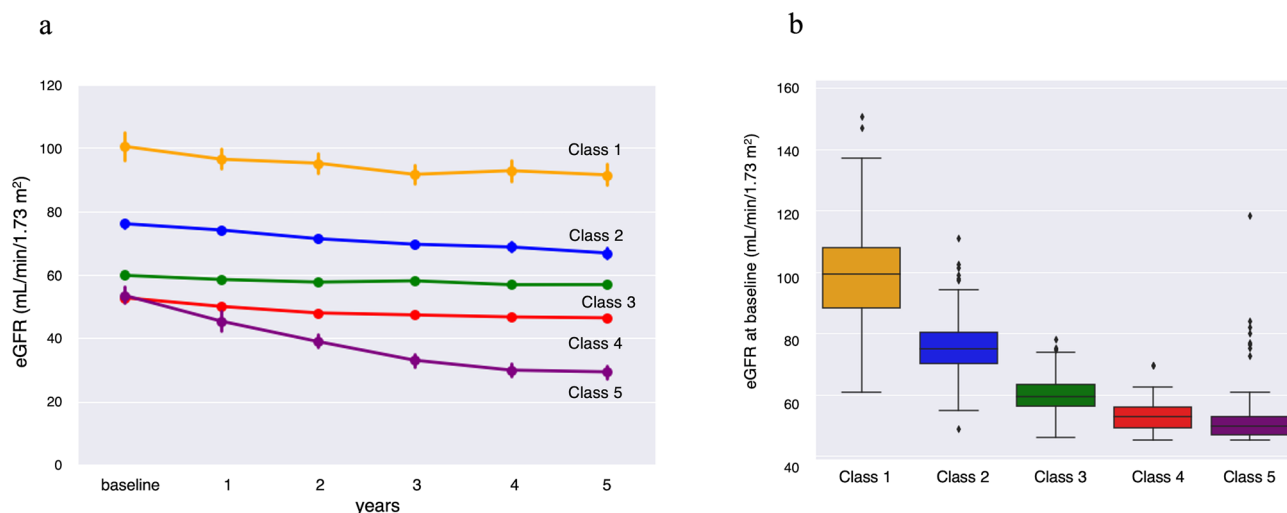 a
eGFR (mL/min/1.73 m²)
120
100
80
60
40
20
0
Class 1
Class 2
Class 3
Class 4
Class 5
baseline 1 2 3 4 5
years
b
eGFR at baseline (mL/min/1.73 m²)
160
140
120
100
80
60
40
Class 1 Class 2 Class 3 Class 4 Class 5